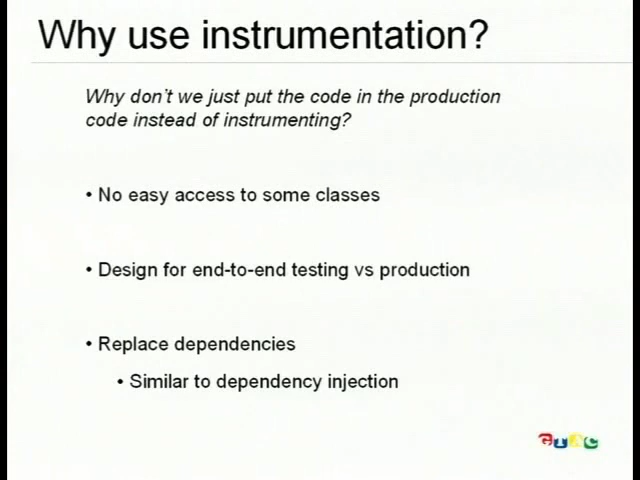 Why use instrumentation?
Why don't we just put the code in the production
code instead of instrumenting?
• No easy access to some classes
• Design for end-to-end testing vs production
• Replace dependencies
• Similar to dependency injection
GTAC